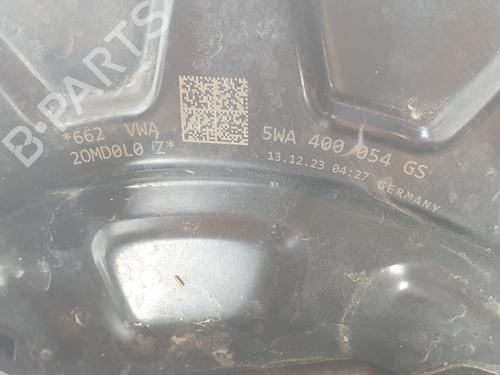 B-PARTS
*662 VWA
20MD0L0 Z*
5WA 400 054 GS
13.12.23 04:27 GERMANY